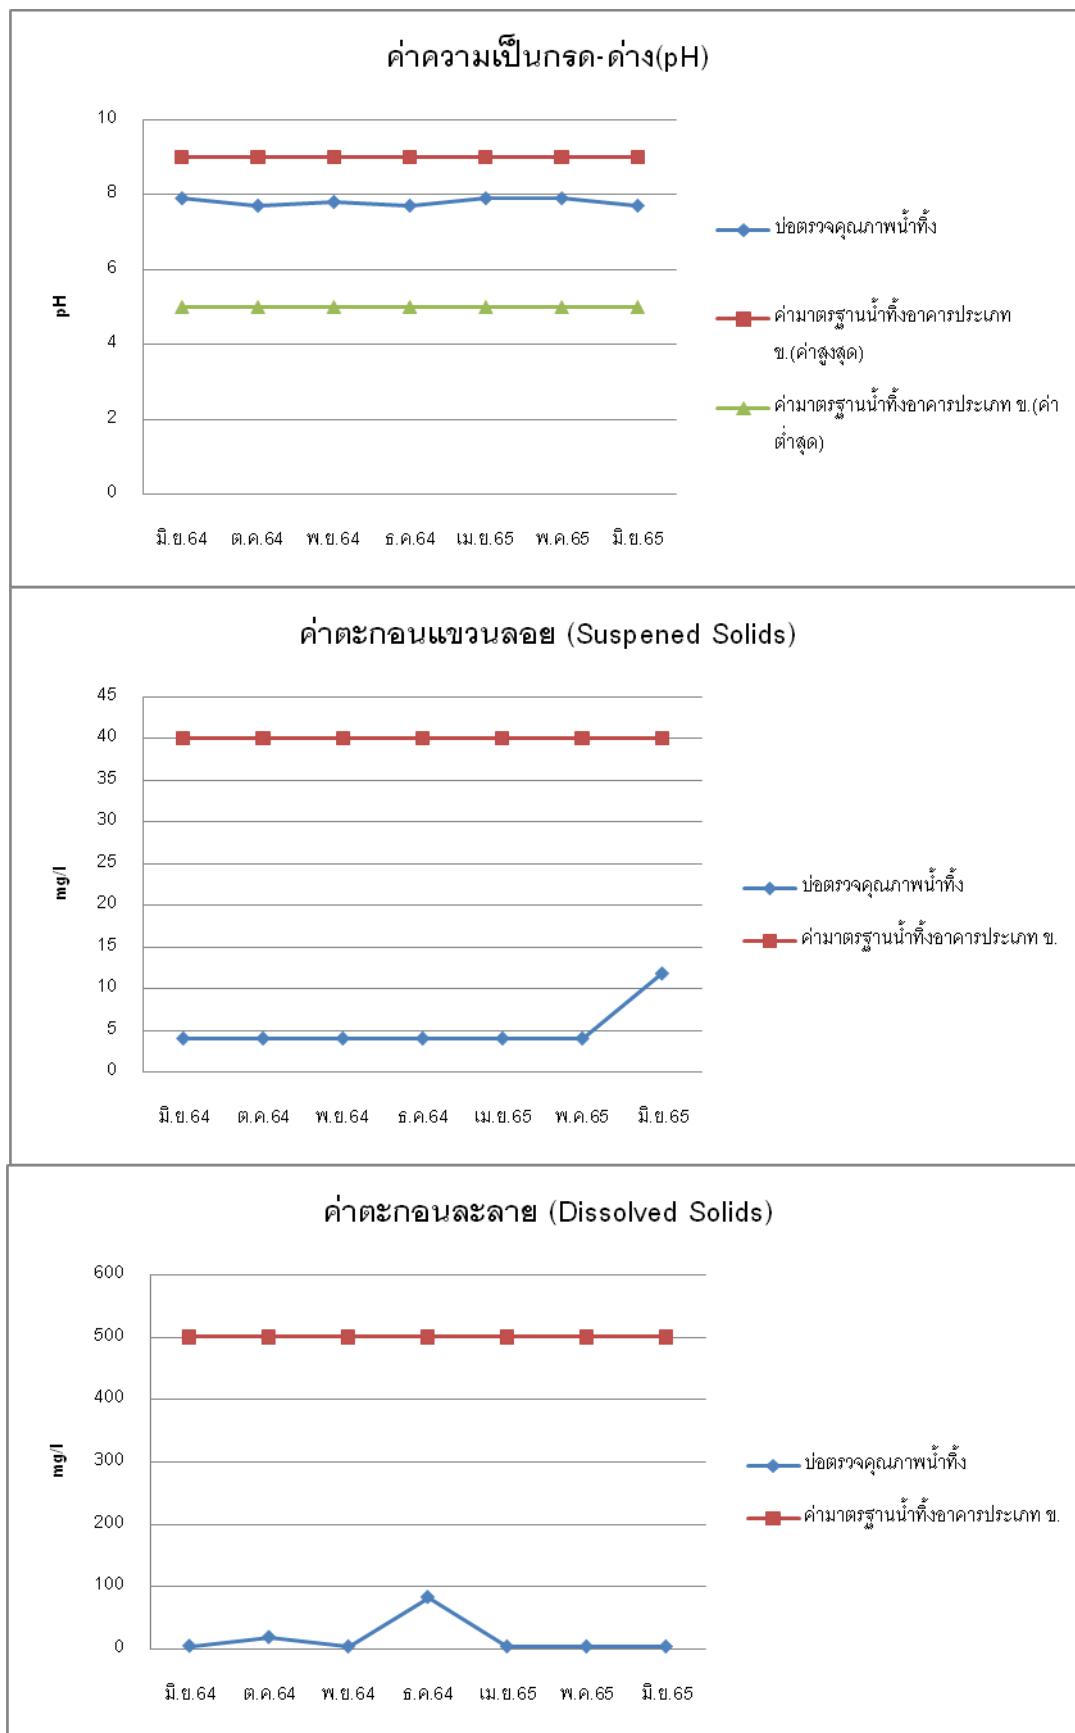 ค่าความเป็นกรด-ด่าง(pH)
10
8
6
4
2
0
pH
มิ.ย.64 ต.ค.64 พ.ย.64 ธ.ค.64 เม.ย.65 พ.ค.65 มิ.ย.65
บ่อตรวจคุณภาพน้ำทิ้ง
ค่ามาตรฐานน้ำทิ้งอาคารประเภท
ข.(ค่าสูงสุด)
ค่ามาตรฐานน้ำทิ้งอาคารประเภท ข.(ค่า
ต่ำสุด)
ค่าตะกอนแขวนลอย (Suspened Solids)
45
40
35
30
25
20
15
10
5
0
mg/l
มิ.ย.64 ต.ค.64 พ.ย.64 ธ.ค.64 เม.ย.65 พ.ค.65 มิ.ย.65
บ่อตรวจคุณภาพน้ำทิ้ง
ค่ามาตรฐานน้ำทิ้งอาคารประเภท ข.
ค่าตะกอนละลาย (Dissolved Solids)
600
500
400
300
200
100
0
mg/l
มิ.ย.64 ต.ค.64 พ.ย.64 ธ.ค.64 เม.ย.65 พ.ค.65 มิ.ย.65
บ่อตรวจคุณภาพน้ำทิ้ง
ค่ามาตรฐานน้ำทิ้งอาคารประเภท ข.